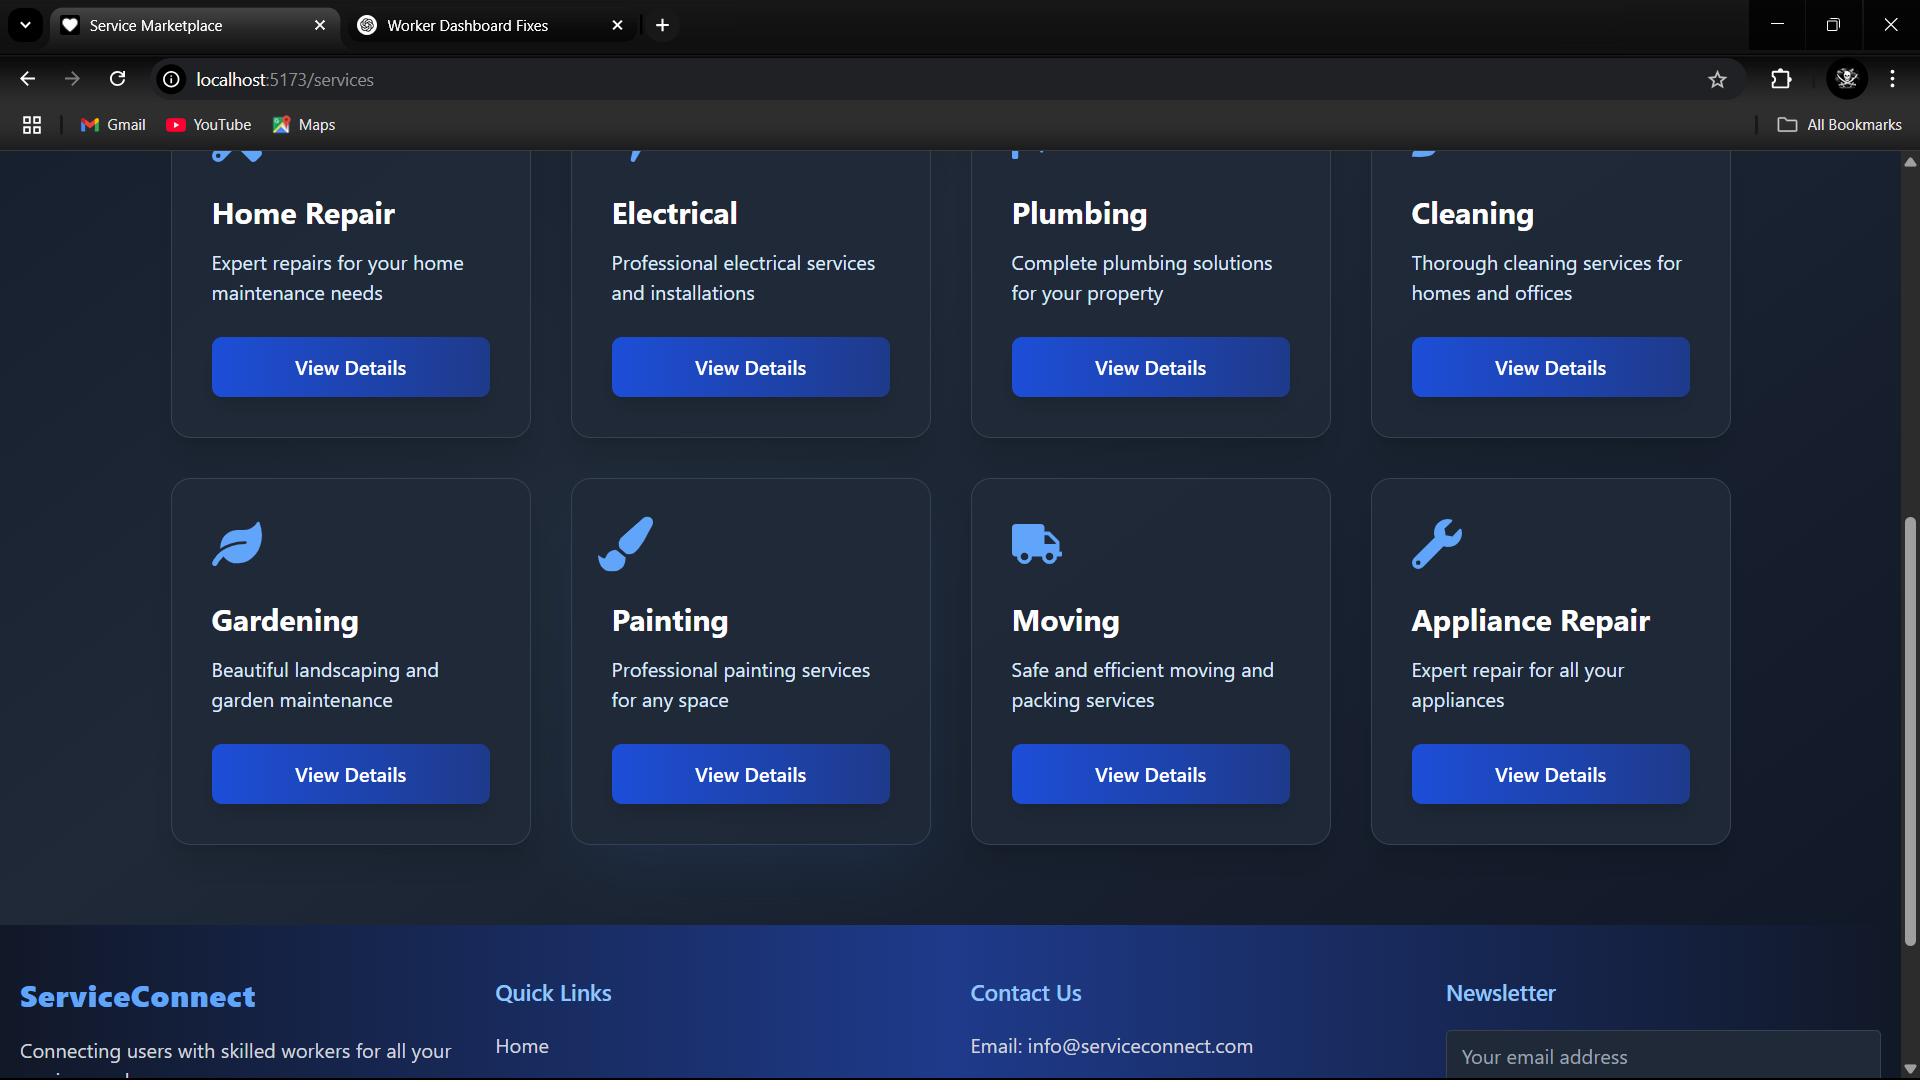 Service Marketplace
Worker Dashboard Fixes
localhost:5173/services
Gmail
YouTube
Maps
All Bookmarks
Home Repair
Expert repairs for your home
maintenance needs
View Details
Electrical
Professional electrical services
and installations
View Details
Plumbing
Complete plumbing solutions
for your property
View Details
Cleaning
Thorough cleaning services for
homes and offices
View Details
Gardening
Beautiful landscaping and
garden maintenance
View Details
Painting
Professional painting services
for any space
View Details
Moving
Safe and efficient moving and
packing services
View Details
Appliance Repair
Expert repair for all your
appliances
View Details
ServiceConnect
Connecting users with skilled workers for all your
Quick Links
Home
Contact Us
Email: info@serviceconnect.com
Newsletter
Your email address